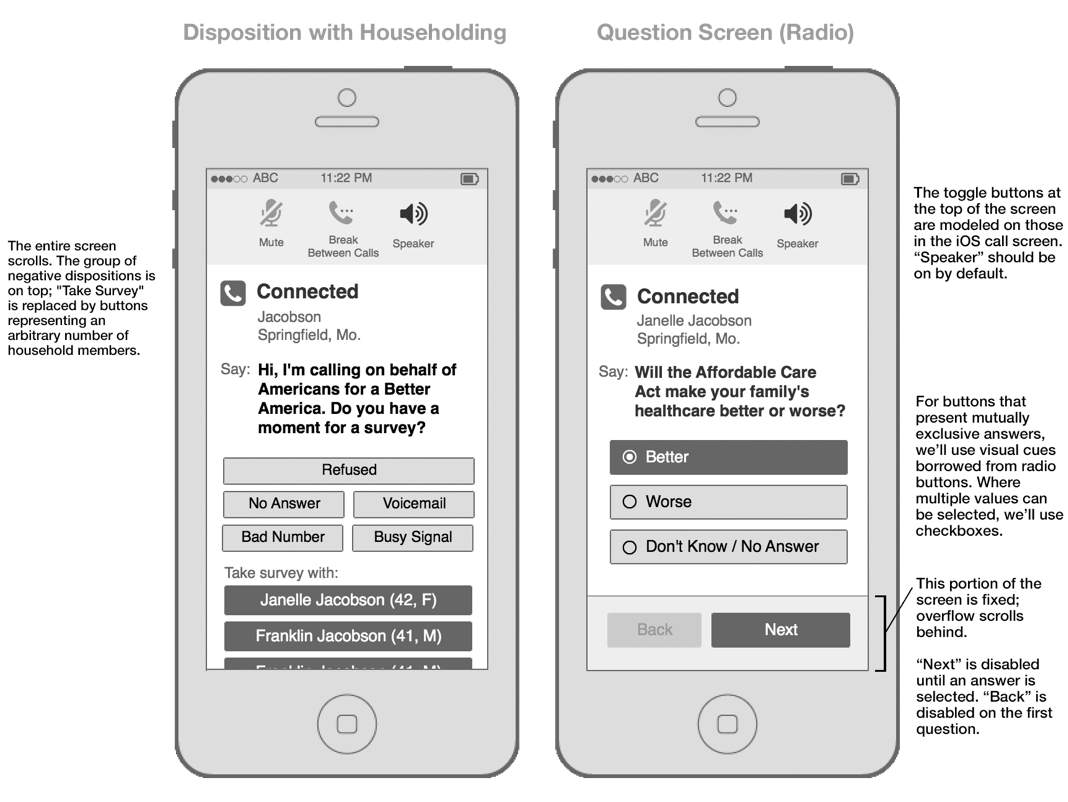 Disposition with Householding
The entire screen
scrolls. The group of
negative dispositions is
on top; "Take Survey"
is replaced by buttons
representing an
arbitrary number of
household members.
ABC 11:22 PM
Mute
Break
Between Calls
Speaker
Connected
Jacobson
Springfield, Mo.
Say: Hi, I'm calling on behalf of
Americans for a Better
America. Do you have a
moment for a survey?
Refused
No Answer
Voicemail
Bad Number
Busy Signal
Take survey with:
Janelle Jacobson (42, F)
Franklin Jacobson (41, M)
Franklin Jacobson (41, M)
Question Screen (Radio)
ABC 11:22 PM
Mute
Break
Between Calls
Speaker
Connected
Janelle Jacobson
Springfield, Mo.
Say: Will the Affordable Care
Act make your family's
healthcare better or worse?
Better
Worse
Don't Know / No Answer
Back
Next
The toggle buttons at
the top of the screen
are modeled on those
in the iOS call screen.
“Speaker” should be
on by default.
For buttons that
present mutually
exclusive answers,
we’ll use visual cues
borrowed from radio
buttons. Where
multiple values can
be selected, we’ll use
checkboxes.
This portion of the
screen is fixed;
overflow scrolls
behind.
“Next” is disabled
until an answer is
selected. “Back” is
disabled on the first
question.